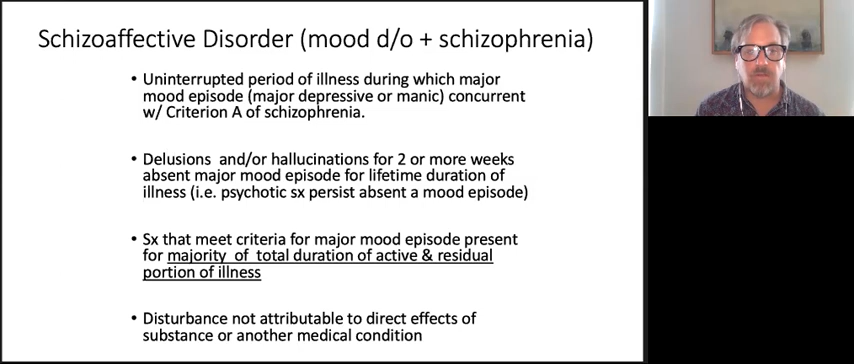 Schizoaffective Disorder (mood d/o + schizophrenia)
• Uninterrupted period of illness during which major
mood episode (major depressive or manic) concurrent
w/ Criterion A of schizophrenia.
• Delusions and/or hallucinations for 2 or more weeks
absent major mood episode for lifetime duration of
illness (i.e. psychotic sx persist absent a mood episode)
• Sx that meet criteria for major mood episode present
for majority of total duration of active & residual
portion of illness
• Disturbance not attributable to direct effects of
substance or another medical condition